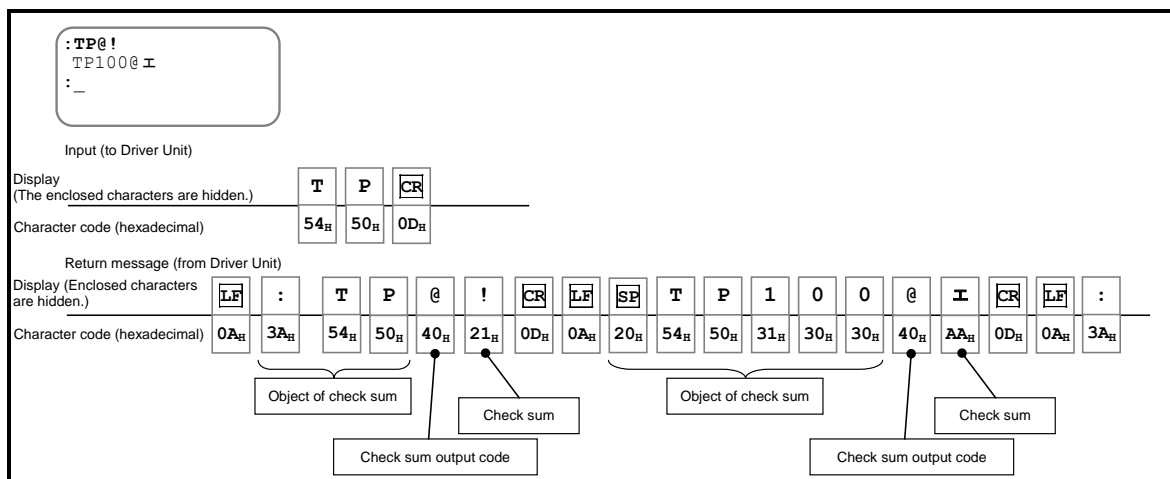 :TP@!
TP100@エ
:_
Input (to Driver Unit)
Display
(The enclosed characters are hidden.)
T P CR
Character code (hexadecimal) 54H 50H 0DH
Return message (from Driver Unit)
Display (Enclosed characters
are hidden.)
LF : T P @ ! CR LF SP T P 1 0 0 @ エ CR LF :
Character code (hexadecimal) 0AH 3AH 54H 50H 40H 21H 0DH 0AH 20H 54H 50H 31H 30H 30H 40H AAH 0DH 0AH 3AH
Object of check sum
Check sum
Check sum output code
Object of check sum
Check sum
Check sum output code